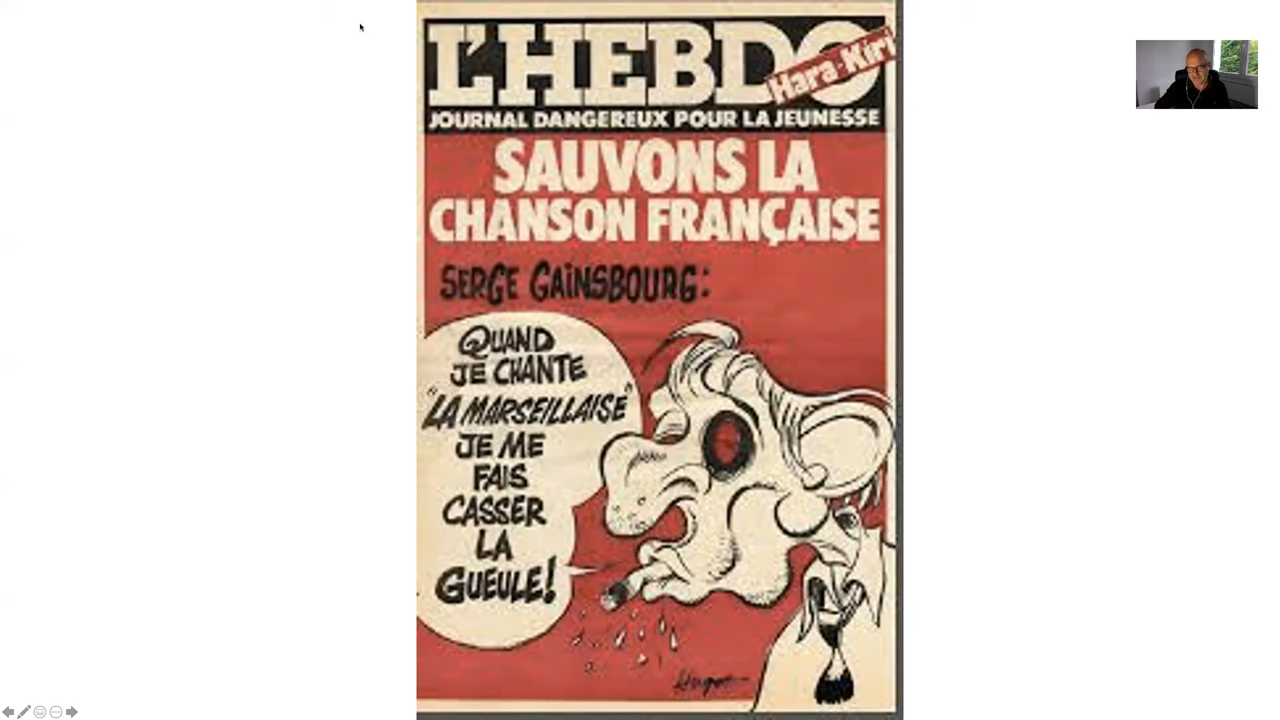 L'HEBDO
Hara-Kiri
JOURNAL DANGEREUX POUR LA JEUNESSE
SAUVONS LA
CHANSON FRANÇAISE
SERGE GAiNSBOURG:
QUAND
JE CHANTE
"LA MARSEILLAISE"
JE ME
FAIS
CASSER
LA
GUEULE!